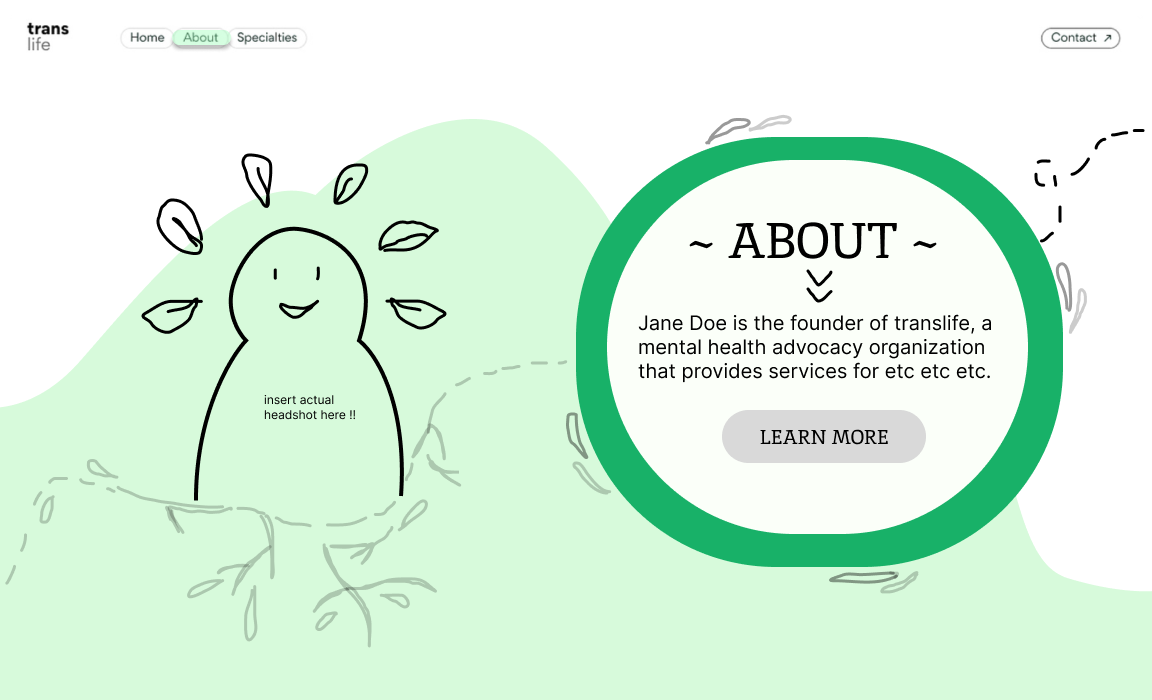 trans
life
Home
About
Specialties
Contact ↗
~ ABOUT ~
Jane Doe is the founder of translife, a
mental health advocacy organization
that provides services for etc etc etc.
LEARN MORE
insert actual
headshot here !!